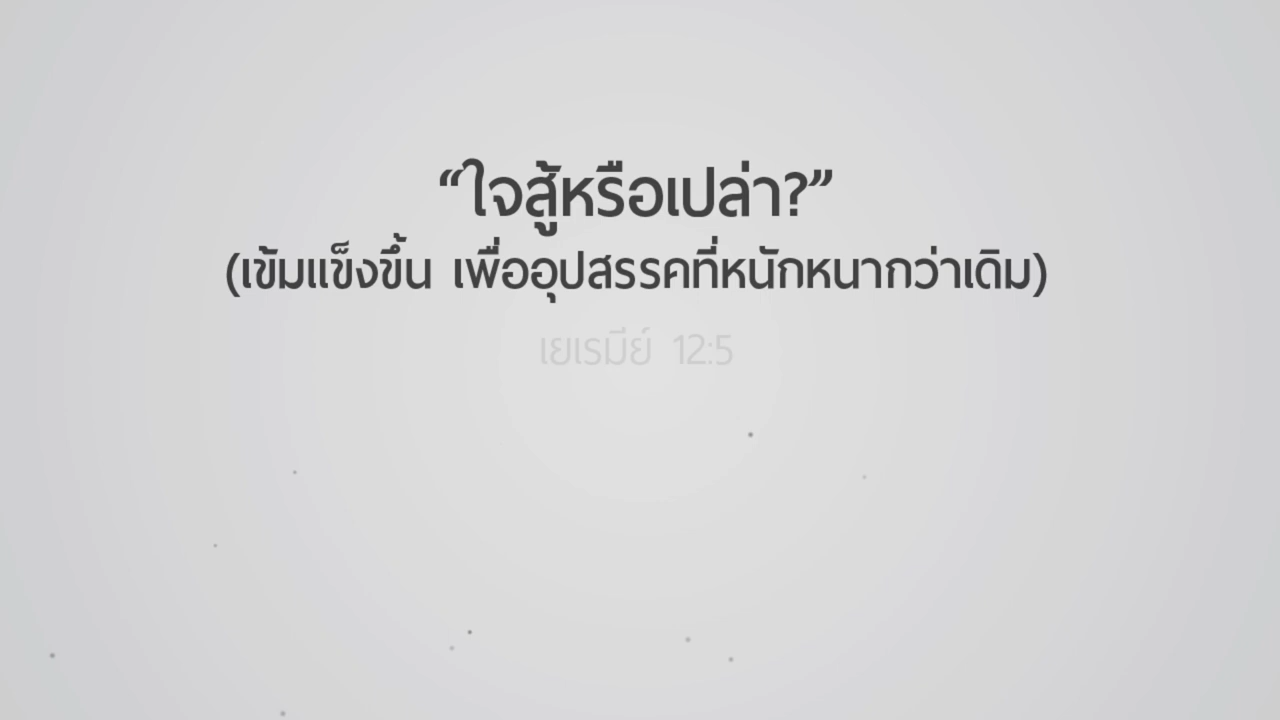 “ใจสู้หรือเปล่า?”
(เข้มแข็งขึ้น เพื่ออุปสรรคที่หนักหนากว่าเดิม)
เยเรมีย์ 12:5